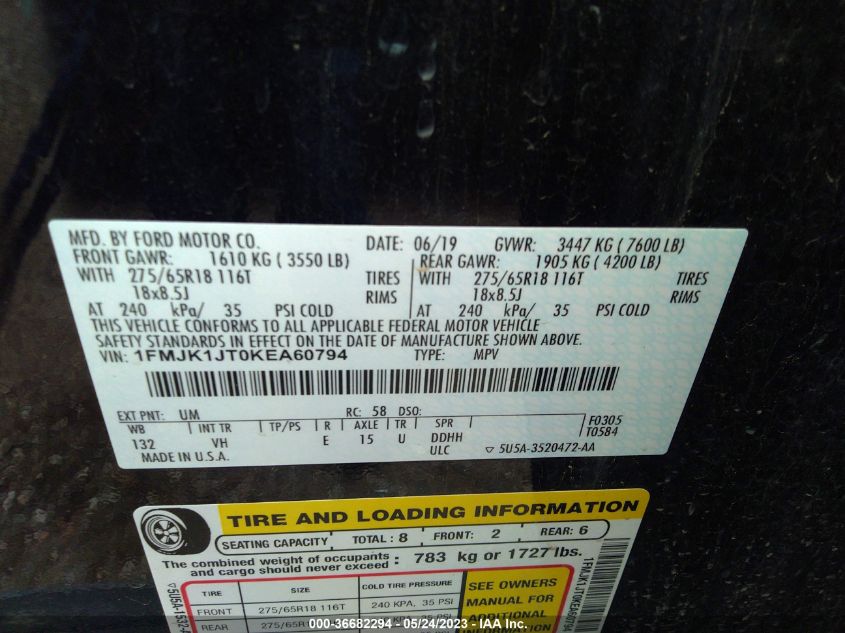 MFD. BY FORD MOTOR CO. DATE: 06/19 GVWR: 3447 KG ( 7600 LB)
FRONT GAWR: 1610 KG ( 3550 LB) REAR GAWR: 1905 KG ( 4200 LB)
WITH 275/65R18 116T TIRES WITH 275/65R18 116T TIRES
18x8.5J RIMS 18x8.5J RIMS
AT 240 kPa/ 35 PSI COLD AT 240 kPa/ 35 PSI COLD
THIS VEHICLE CONFORMS TO ALL APPLICABLE FEDERAL MOTOR VEHICLE
SAFETY STANDARDS IN EFFECT ON THE DATE OF MANUFACTURE SHOWN ABOVE.
VIN: 1FMJK1JT0KEA60794 TYPE: MPV
EXT PNT: UM RC: 58 DSO:
WB INT TR TP/PS R AXLE TR SPR F0305
132 VH E 15 U DDHH T0584
ULC
MADE IN U.S.A. 5U5A-3520472-AA
TIRE AND LOADING INFORMATION
SEATING CAPACITY TOTAL : 8 FRONT: 2 REAR: 6
The combined weight of occupants and cargo should never exceed : 783 kg or 1727 lbs.
TIRE SIZE COLD TIRE PRESSURE
FRONT 275/65R18 116T 240 KPA, 35 PSI
REAR 275/65R
SEE OWNERS
MANUAL FOR
ADDITIONAL
INFORMATION
1FMJK1JT0KEA60794
5U5A-1532
000-36682294 - 05/24/2023 - IAA Inc.